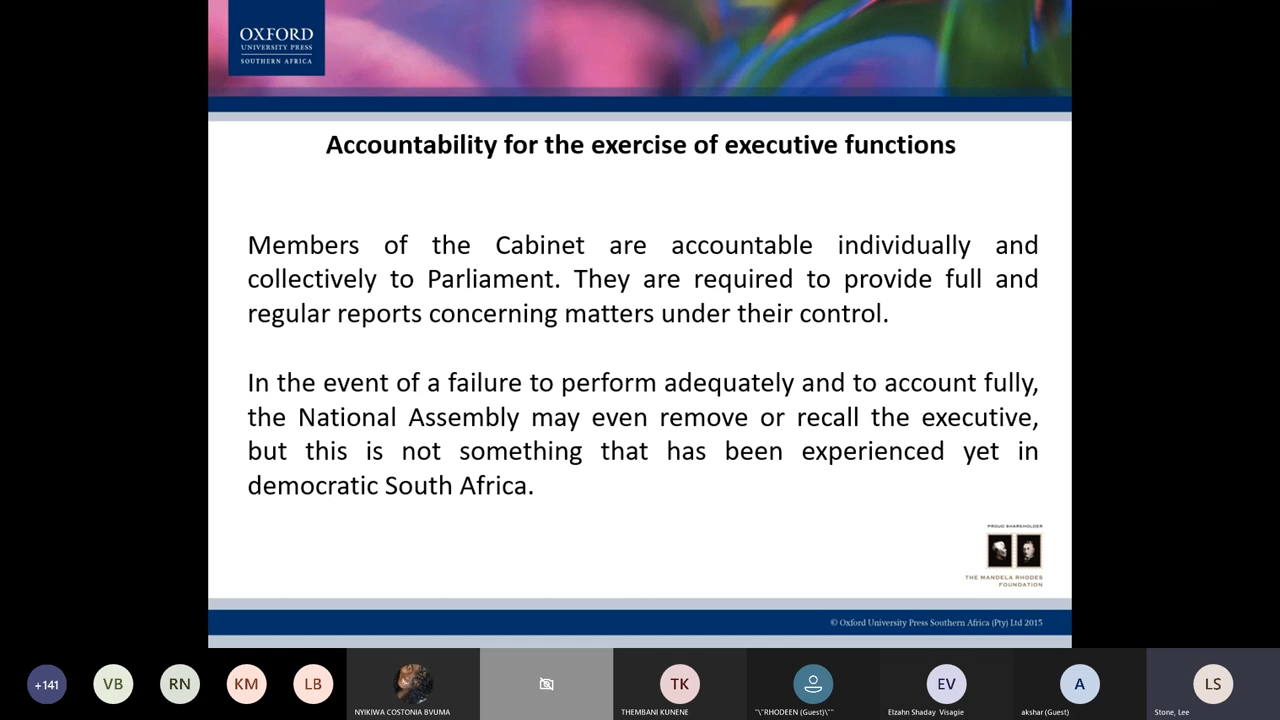 OXFORD
UNIVERSITY PRESS
SOUTHERN AFRICA
Accountability for the exercise of executive functions
Members of the Cabinet are accountable individually and
collectively to Parliament. They are required to provide full and
regular reports concerning matters under their control.
In the event of a failure to perform adequately and to account fully,
the National Assembly may even remove or recall the executive,
but this is not something that has been experienced yet in
democratic South Africa.
PROUD SHAREHOLDER
THE MANDELA RHODES
FOUNDATION
© Oxford University Press Southern Africa (Pty) Ltd 2015
+141
VB
RN
KM
LB
NYIKIWA COSTONIA BVUMA
TK
THEMBANI KUNENE
"\"RHODEEN (Guest)\""
EV
Elzahn Shaday Visagie
A
akshar (Guest)
LS
Stone, Lee